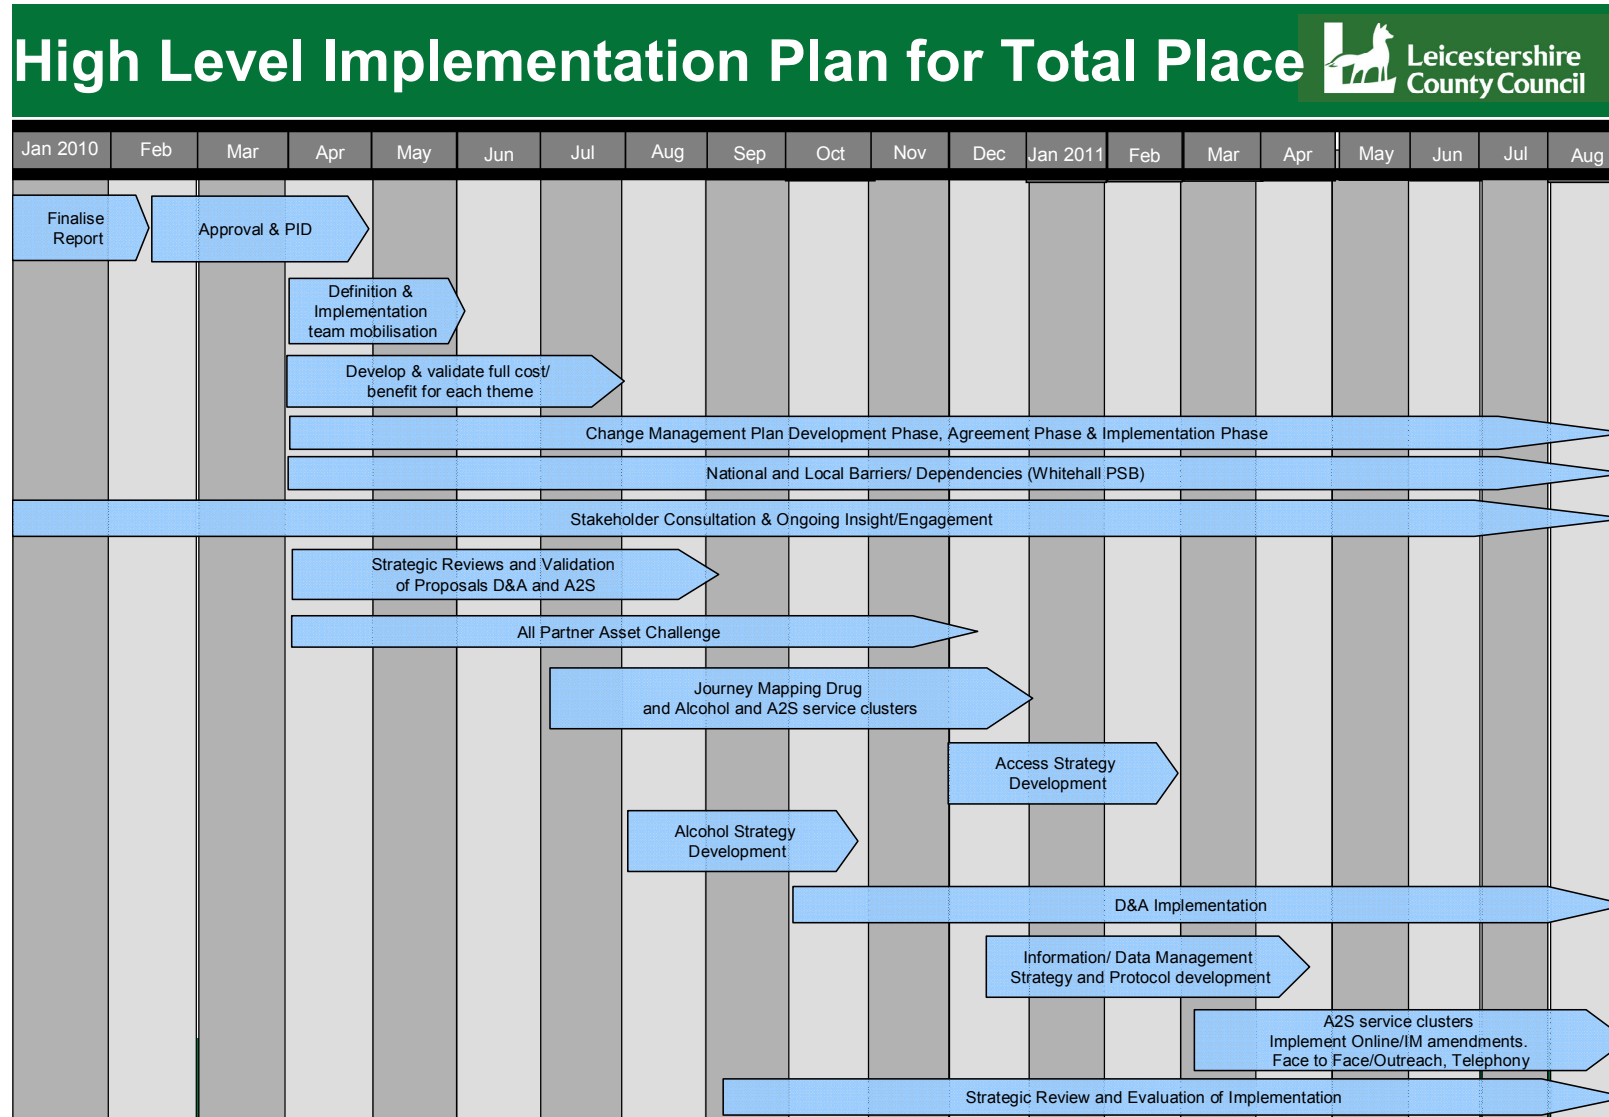 High Level Implementation Plan for Total Place
Leicestershire
County Council
Jan 2010 Feb Mar Apr May Jun Jul Aug Sep Oct Nov Dec Jan 2011 Feb Mar Apr May Jun Jul Aug
Finalise
Report
Approval & PID
Definition &
Implementation
team mobilisation
Develop & validate full cost/
benefit for each theme
Change Management Plan Development Phase, Agreement Phase & Implementation Phase
National and Local Barriers/ Dependencies (Whitehall PSB)
Stakeholder Consultation & Ongoing Insight/Engagement
Strategic Reviews and Validation
of Proposals D&A and A2S
All Partner Asset Challenge
Journey Mapping Drug
and Alcohol and A2S service clusters
Access Strategy
Development
Alcohol Strategy
Development
D&A Implementation
Information/ Data Management
Strategy and Protocol development
A2S service clusters
Implement Online/IM amendments.
Face to Face/Outreach, Telephony
Strategic Review and Evaluation of Implementation